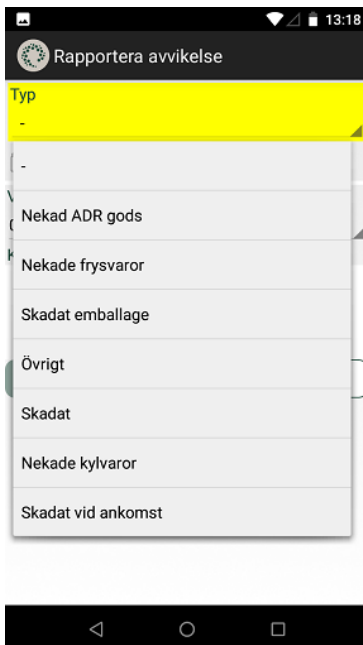 13:18
Rapportera avvikelse
Typ
-
-
Nekad ADR gods
Nekade frysvaror
Skadat emballage
Övrigt
Skadat
Nekade kylvaror
Skadat vid ankomst